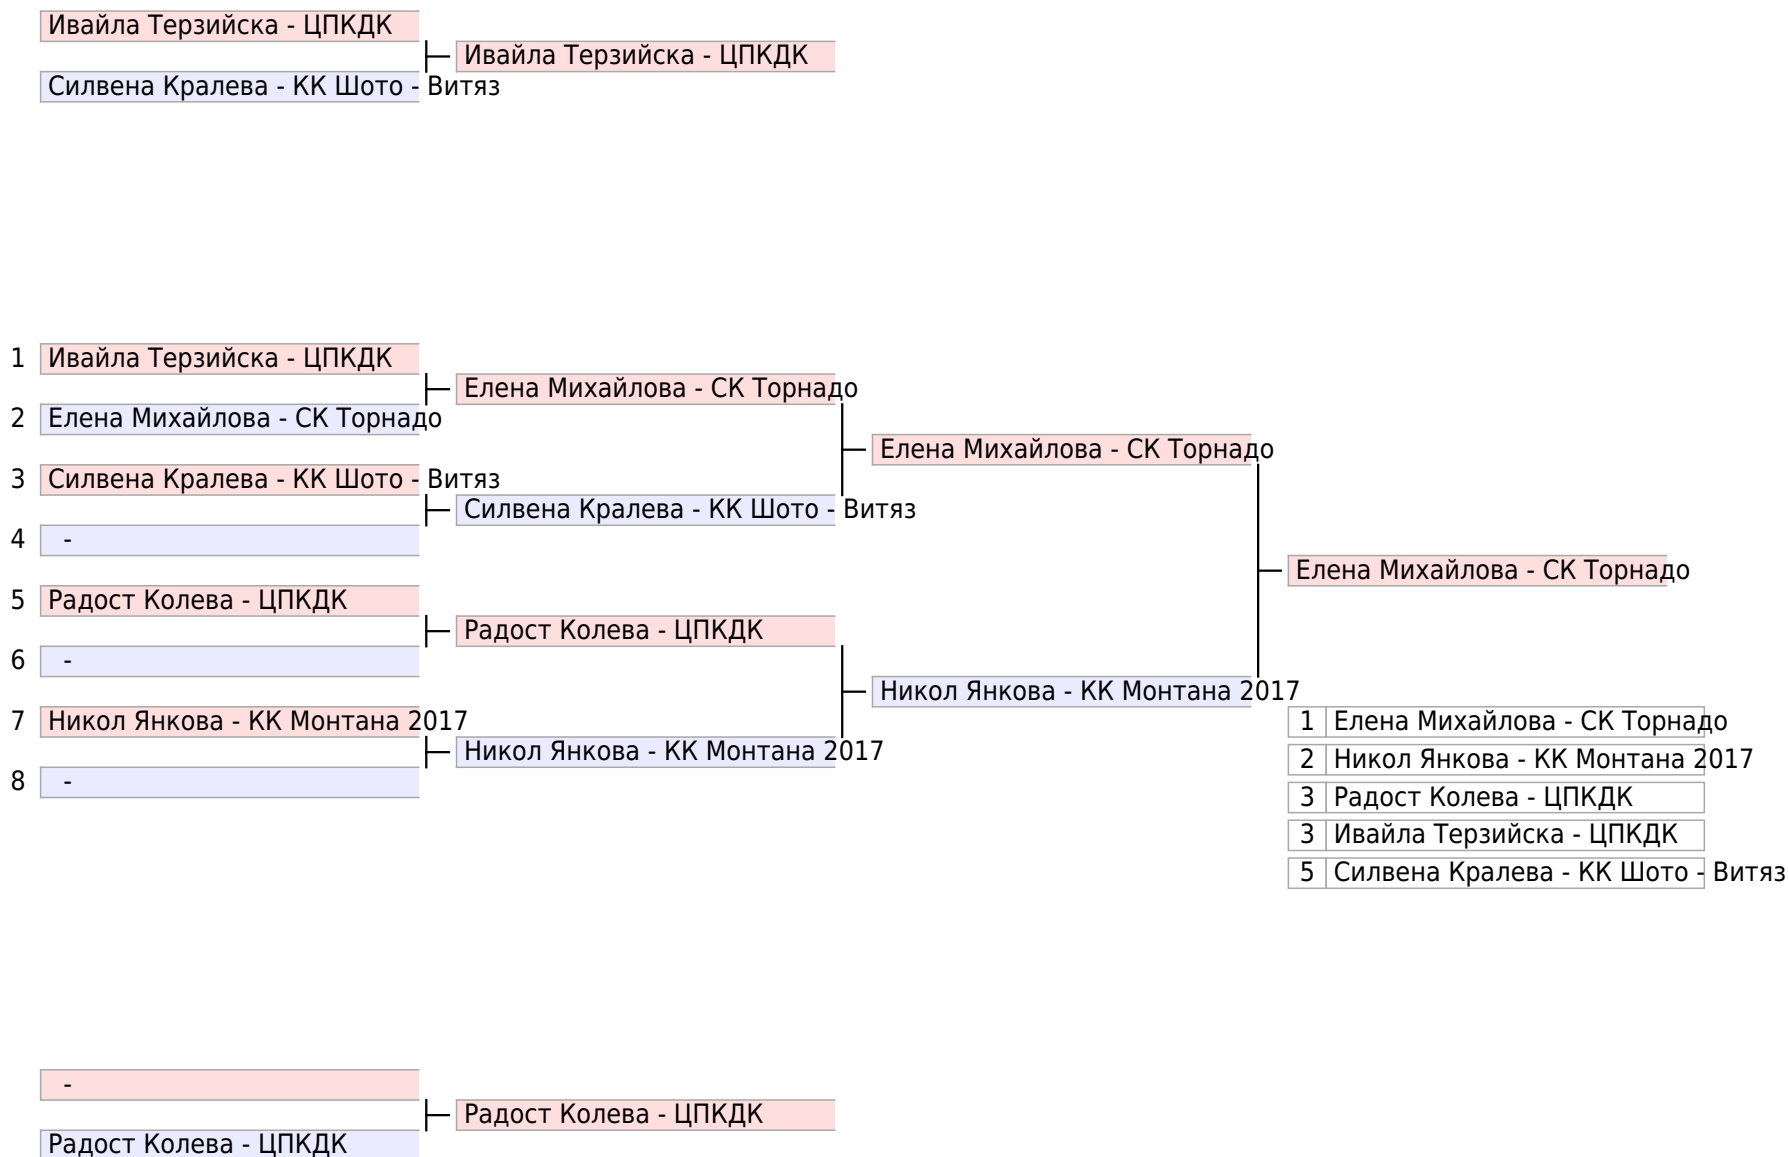 Ивайла Терзийска - ЦПКДК
Ивайла Терзийска - ЦПКДК
Силвена Кралева - КК Шото - Витяз
1 Ивайла Терзийска - ЦПКДК
Елена Михайлова - СК Торнадо
2 Елена Михайлова - СК Торнадо
Елена Михайлова - СК Торнадо
3 Силвена Кралева - КК Шото - Витяз
Силвена Кралева - КК Шото - Витяз
4 -
Елена Михайлова - СК Торнадо
5 Радост Колева - ЦПКДК
Радост Колева - ЦПКДК
6 -
Никол Янкова - КК Монтана 2017
7 Никол Янкова - КК Монтана 2017
Никол Янкова - КК Монтана 2017
8 -
1 Елена Михайлова - СК Торнадо
2 Никол Янкова - КК Монтана 2017
3 Радост Колева - ЦПКДК
3 Ивайла Терзийска - ЦПКДК
5 Силвена Кралева - КК Шото - Витяз
-
Радост Колева - ЦПКДК
Радост Колева - ЦПКДК